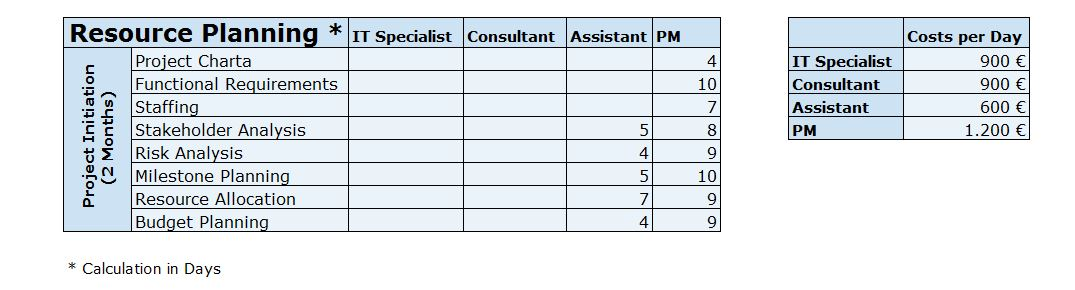 Resource Planning * IT Specialist Consultant Assistant PM
Project Initiation
(2 Months)
Project Charta 4
Functional Requirements 10
Staffing 7
Stakeholder Analysis 5 8
Risk Analysis 4 9
Milestone Planning 5 10
Resource Allocation 7 9
Budget Planning 4 9
* Calculation in Days
Costs per Day
IT Specialist 900 €
Consultant 900 €
Assistant 600 €
PM 1.200 €